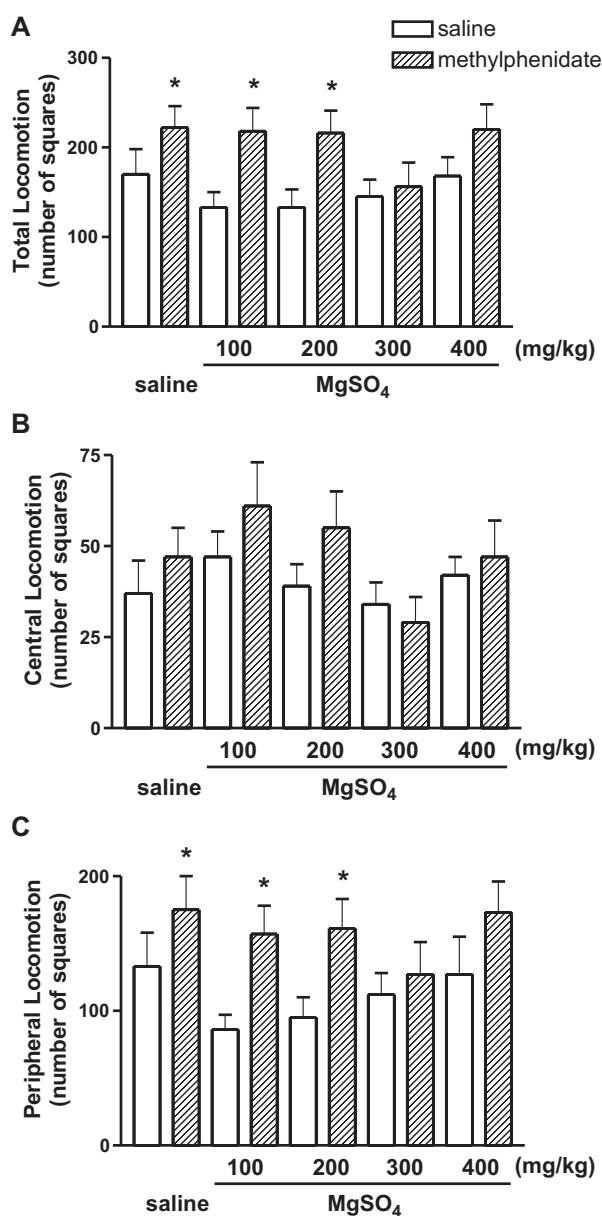 A
saline
methylphenidate
Total Locomotion
(number of squares)
300
200
100
0
* * *
100 200 300 400 (mg/kg)
saline MgSO₄
B
Central Locomotion
(number of squares)
75
50
25
0
100 200 300 400 (mg/kg)
saline MgSO₄
C
Peripheral Locomotion
(number of squares)
200
100
0
* * *
100 200 300 400 (mg/kg)
saline MgSO₄